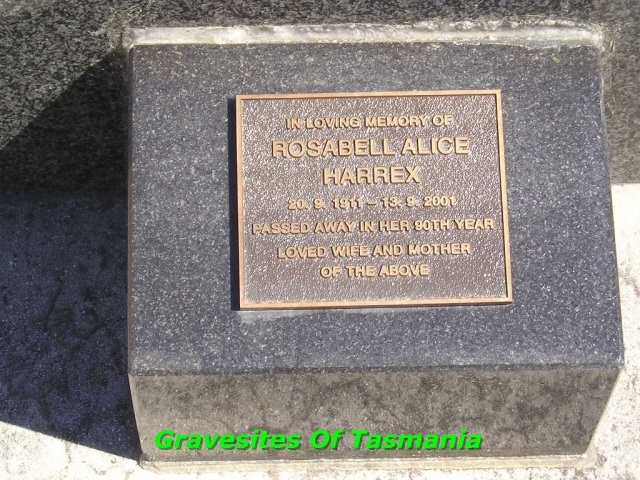 IN LOVING MEMORY OF
ROSABELL ALICE
HARREX
20. 9. 1911 – 13. 9. 2001
PASSED AWAY IN HER 90TH YEAR
LOVED WIFE AND MOTHER
OF THE ABOVE
Gravesites Of Tasmania